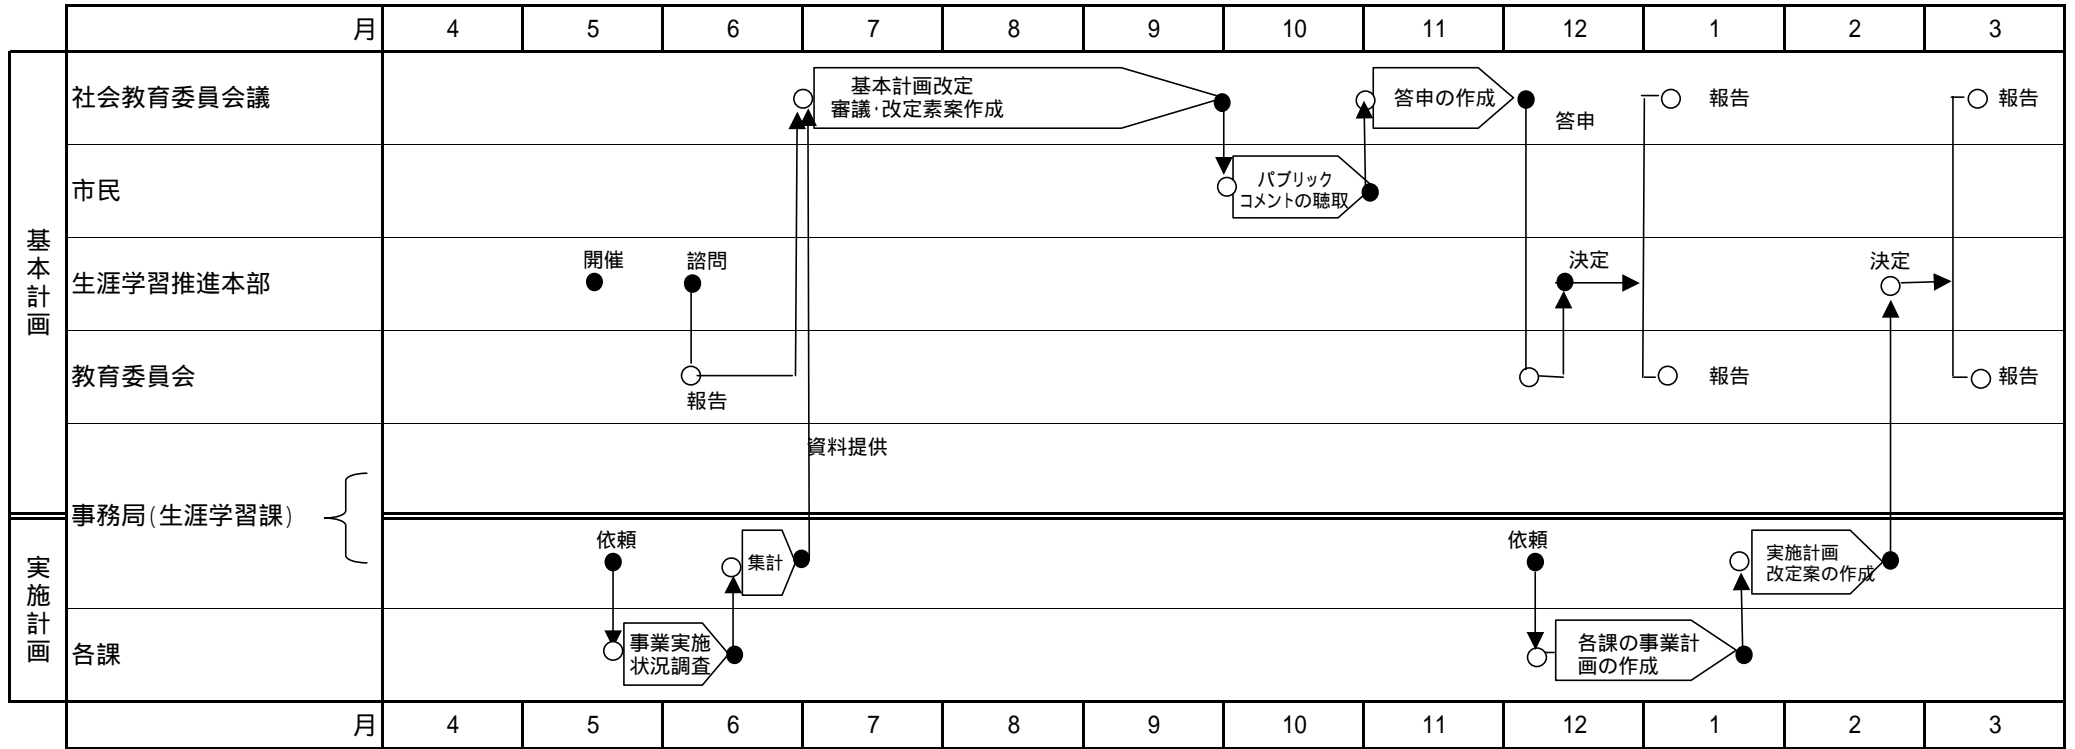 月 4 5 6 7 8 9 10 11 12 1 2 3
基本計画
社会教育委員会議
基本計画改定
審議・改定素案作成
答申の作成
答申
報告
報告
市民
パブリック
コメントの聴取
生涯学習推進本部
開催
諮問
決定
決定
教育委員会
報告
報告
報告
資料提供
事務局(生涯学習課)
実施計画
依頼
集計
依頼
実施計画
改定案の作成
各課
事業実施
状況調査
各課の事業計
画の作成
月 4 5 6 7 8 9 10 11 12 1 2 3